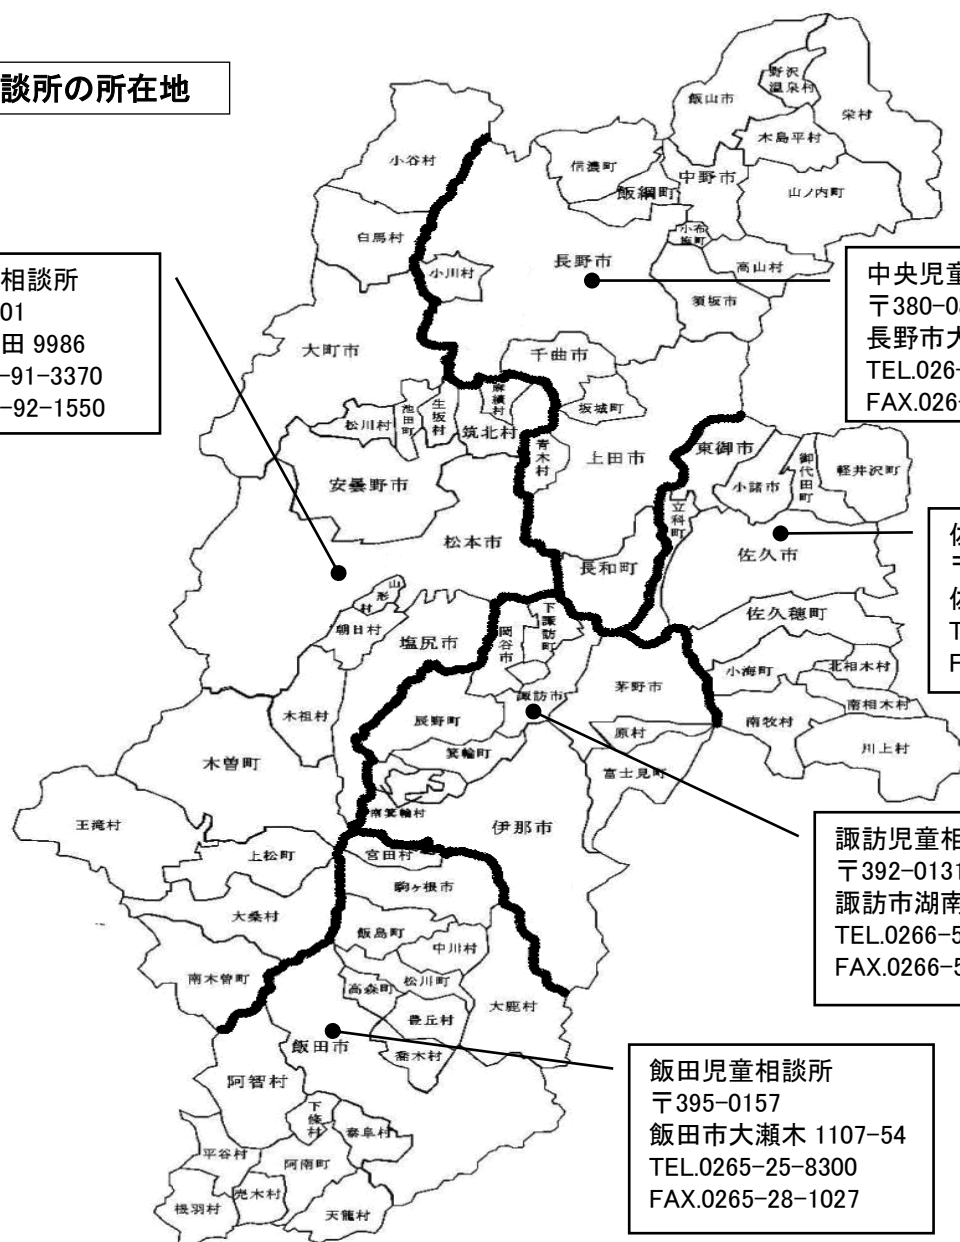 談所の所在地
野沢
温泉村
飯山市
栄村
木島平村
小谷村
信濃町
飯綱町
中野市
山ノ内町
白馬村
小川村
長野市
小布
施町
高山村
須坂市
相談所
01
田 9986
-91-3370
-92-1550
中央児童
〒380-08
長野市大
TEL.026-
FAX.026-
大町市
千曲市
麻績村
坂城町
松川村
池田町
生坂村
筑北村
青木村
上田市
東御市
小諸市
御代田町
軽井沢町
安曇野市
松本市
立科町
長和町
佐久市
山形村
朝日村
塩尻市
岡谷市
下諏訪町
佐久穂町
小海町
北相木村
南相木村
茅野市
諏訪市
木祖村
辰野町
原村
南牧村
川上村
木曽町
箕輪町
富士見町
南箕輪村
伊那市
王滝村
上松町
宮田村
駒ヶ根市
諏訪児童相
〒392-0131
諏訪市湖南
TEL.0266-5
FAX.0266-5
大桑村
飯島町
中川村
南木曽町
高森町
松川町
大鹿村
豊丘村
飯田市
喬木村
阿智村
下條村
泰阜村
平谷村
阿南町
売木村
根羽村
天龍村
飯田児童相談所
〒395-0157
飯田市大瀬木 1107-54
TEL.0265-25-8300
FAX.0265-28-1027